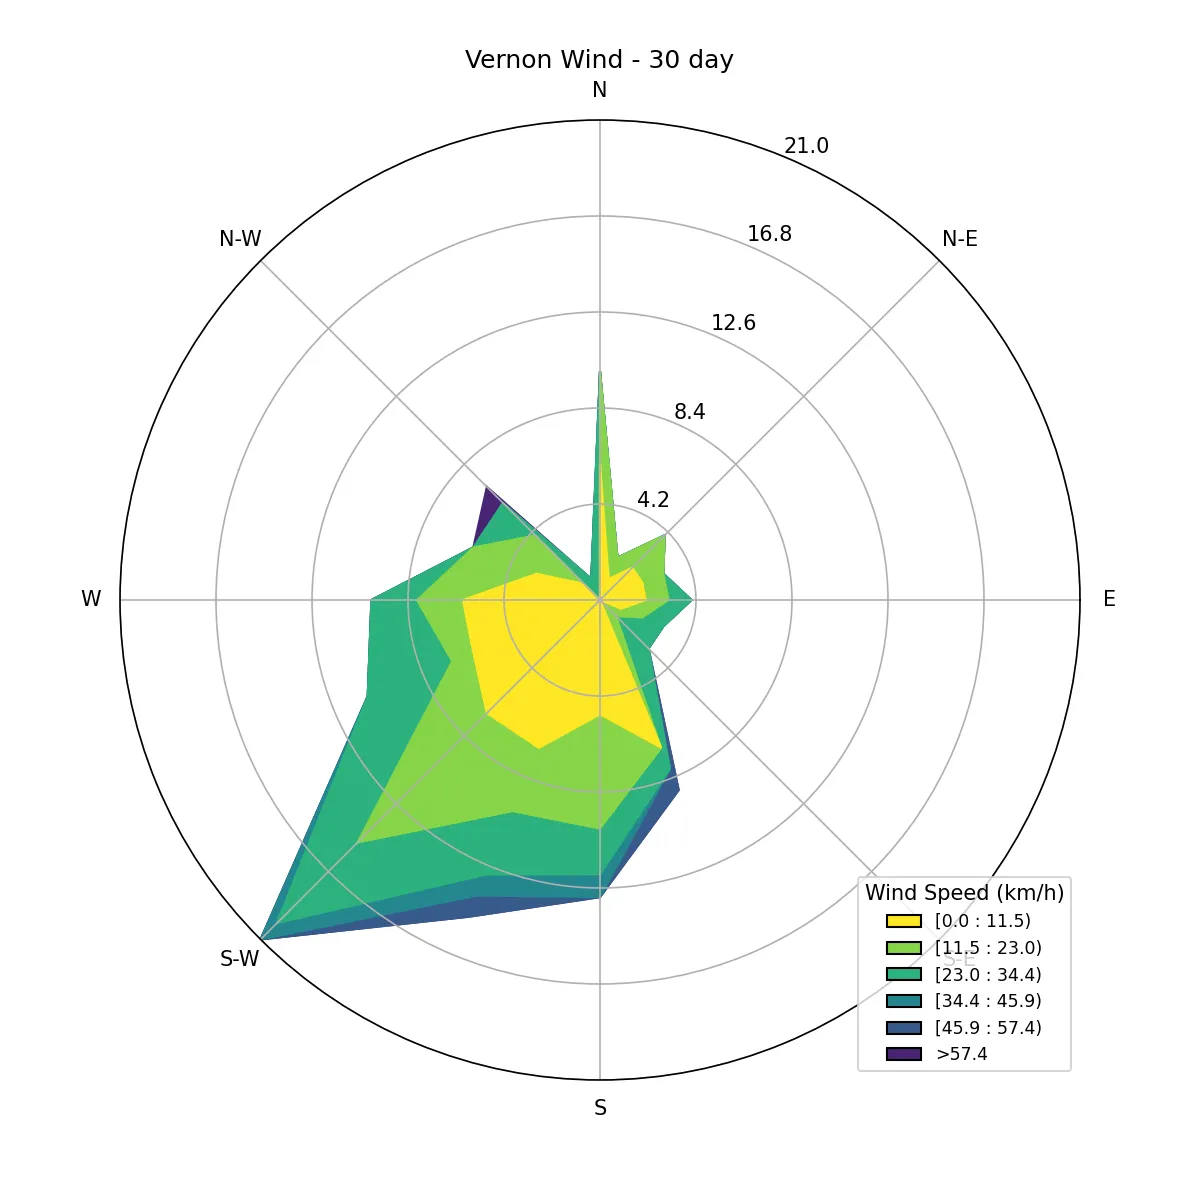 Vernon Wind - 30 day
N
21.0
16.8
N-W
N-E
12.6
8.4
4.2
W
E
S-W
S-E
S
Wind Speed (km/h)
[0.0 : 11.5)
[11.5 : 23.0)
[23.0 : 34.4)
[34.4 : 45.9)
[45.9 : 57.4)
>57.4